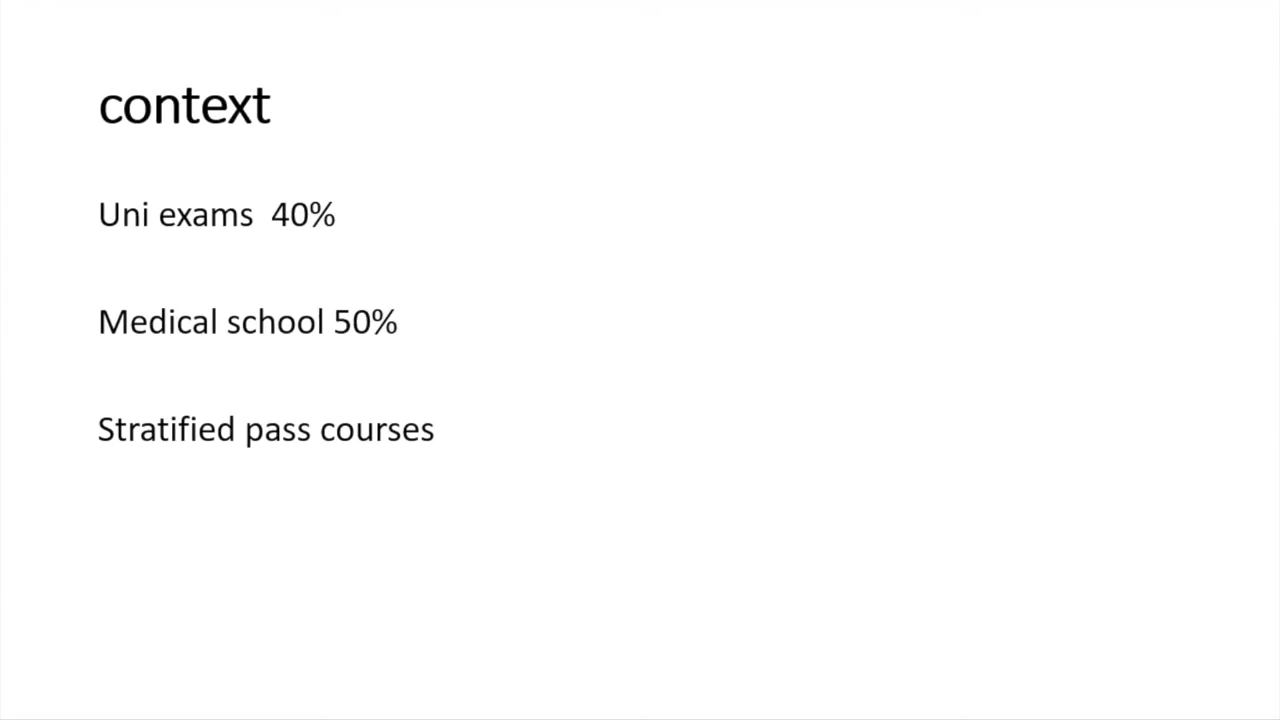 context
Uni exams  40%
Medical school 50%
Stratified pass courses